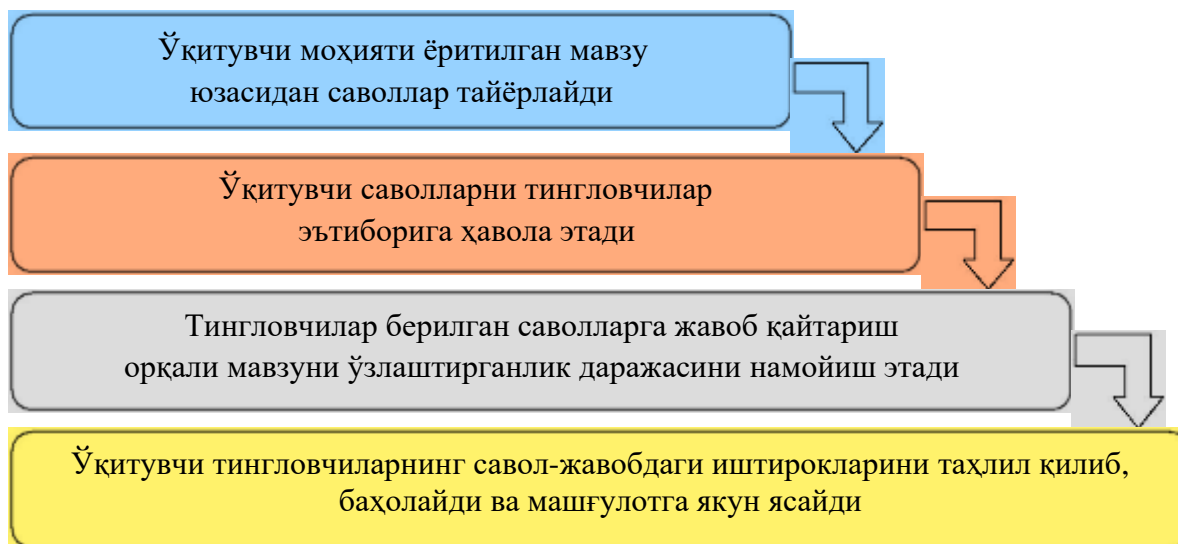 Ўқитувчи моҳияти ёритилган мавзу
юзасидан саволлар тайёрлайди
Ўқитувчи саволларни тингловчилар
эътиборига ҳавола этади
Тингловчилар берилган саволларга жавоб қайтариш
орқали мавзуни ўзлаштирганлик даражасини намойиш этади
Ўқитувчи тингловчиларнинг савол-жавобдаги иштирокларини таҳлил қилиб,
баҳолайди ва машғулотга якун ясайди